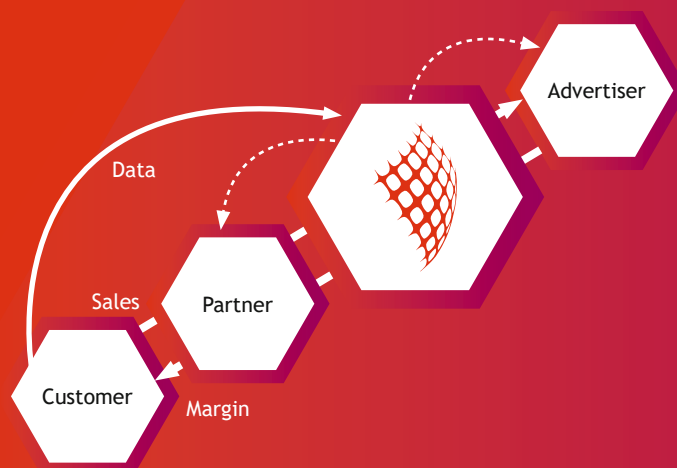 Advertiser
Data
Sales
Partner
Customer
Margin